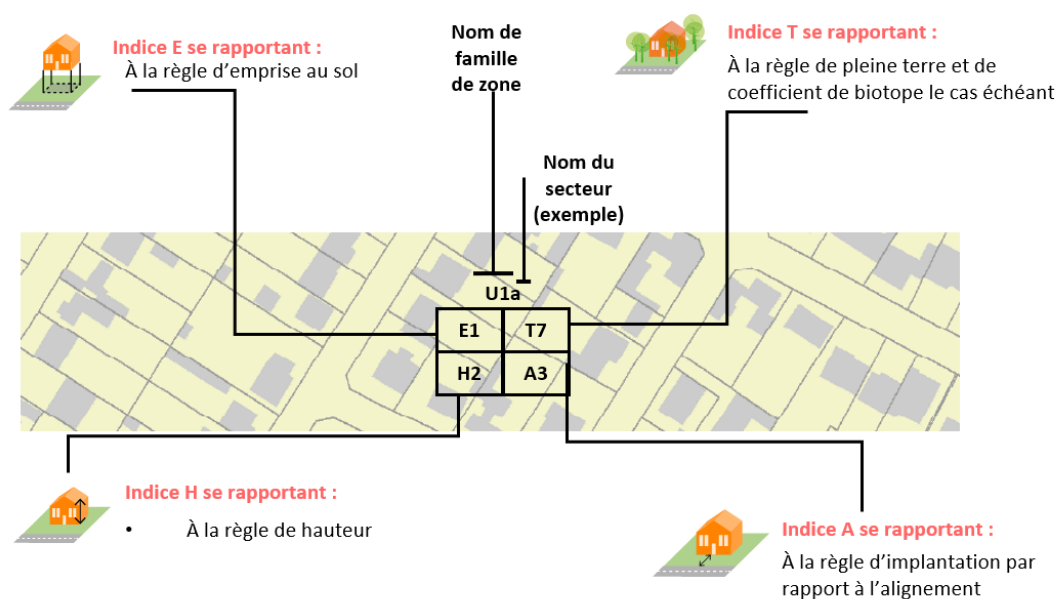 Indice E se rapportant :
À la règle d’emprise au sol
Nom de
famille
de zone
Indice T se rapportant :
À la règle de pleine terre et de
coefficient de biotope le cas échéant
Nom du
secteur
(exemple)
U1a
E1 T7
H2 A3
Indice H se rapportant :
• À la règle de hauteur
Indice A se rapportant :
À la règle d’implantation par
rapport à l’alignement